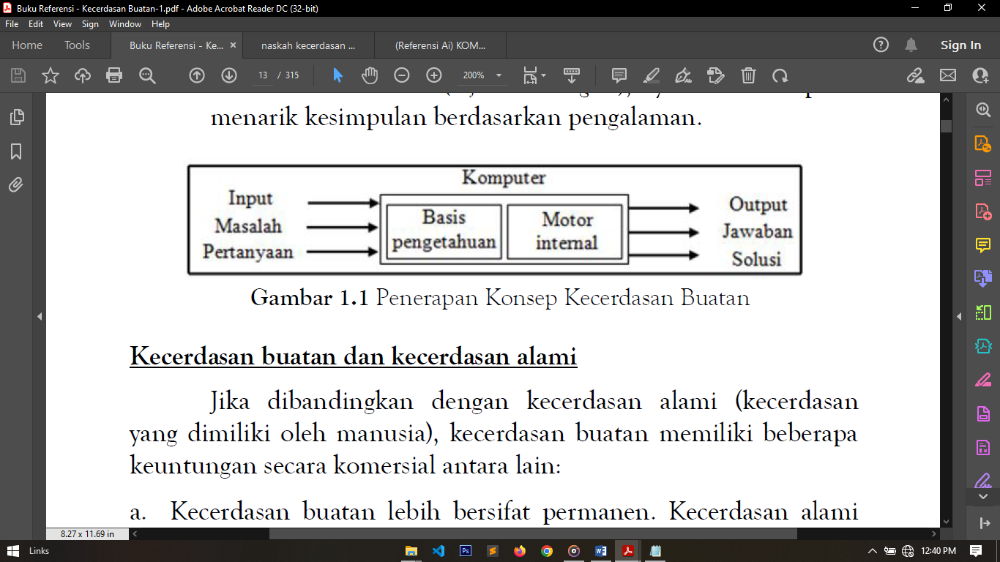 Buku Referensi - Kecerdasan Buatan-1.pdf - Adobe Acrobat Reader DC (32-bit)
File Edit View Sign Window Help
Home Tools Buku Referensi - Ke... × naskah kecerdasan ... (Referensi Ai) KOM... Sign In
13 / 315 200%
menarik kesimpulan berdasarkan pengalaman.
Komputer
Input
Masalah
Pertanyaan
Basis
pengetahuan
Motor
internal
Output
Jawaban
Solusi
Gambar 1.1 Penerapan Konsep Kecerdasan Buatan
Kecerdasan buatan dan kecerdasan alami
Jika dibandingkan dengan kecerdasan alami (kecerdasan
yang dimiliki oleh manusia), kecerdasan buatan memiliki beberapa
keuntungan secara komersial antara lain:
a. Kecerdasan buatan lebih bersifat permanen. Kecerdasan alami
8.27 x 11.69 in
Links 12:40 PM